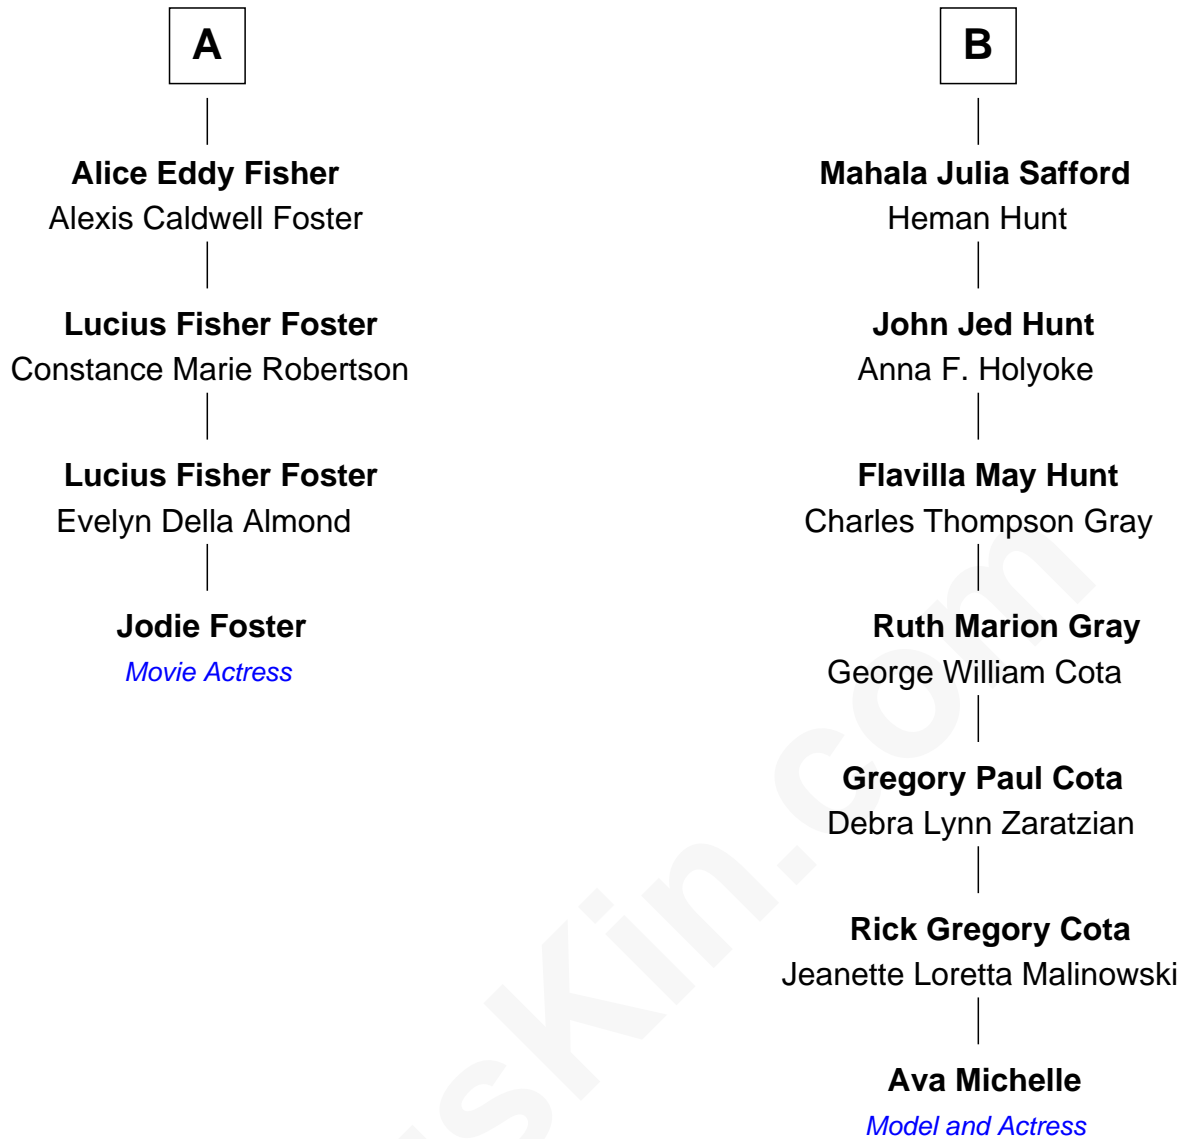 A
Alice Eddy Fisher
Alexis Caldwell Foster
Lucius Fisher Foster
Constance Marie Robertson
Lucius Fisher Foster
Evelyn Della Almond
Jodie Foster
Movie Actress
B
Mahala Julia Safford
Heman Hunt
John Jed Hunt
Anna F. Holyoke
Flavilla May Hunt
Charles Thompson Gray
Ruth Marion Gray
George William Cota
Gregory Paul Cota
Debra Lynn Zaratzian
Rick Gregory Cota
Jeanette Loretta Malinowski
Ava Michelle
Model and Actress
usKin.com